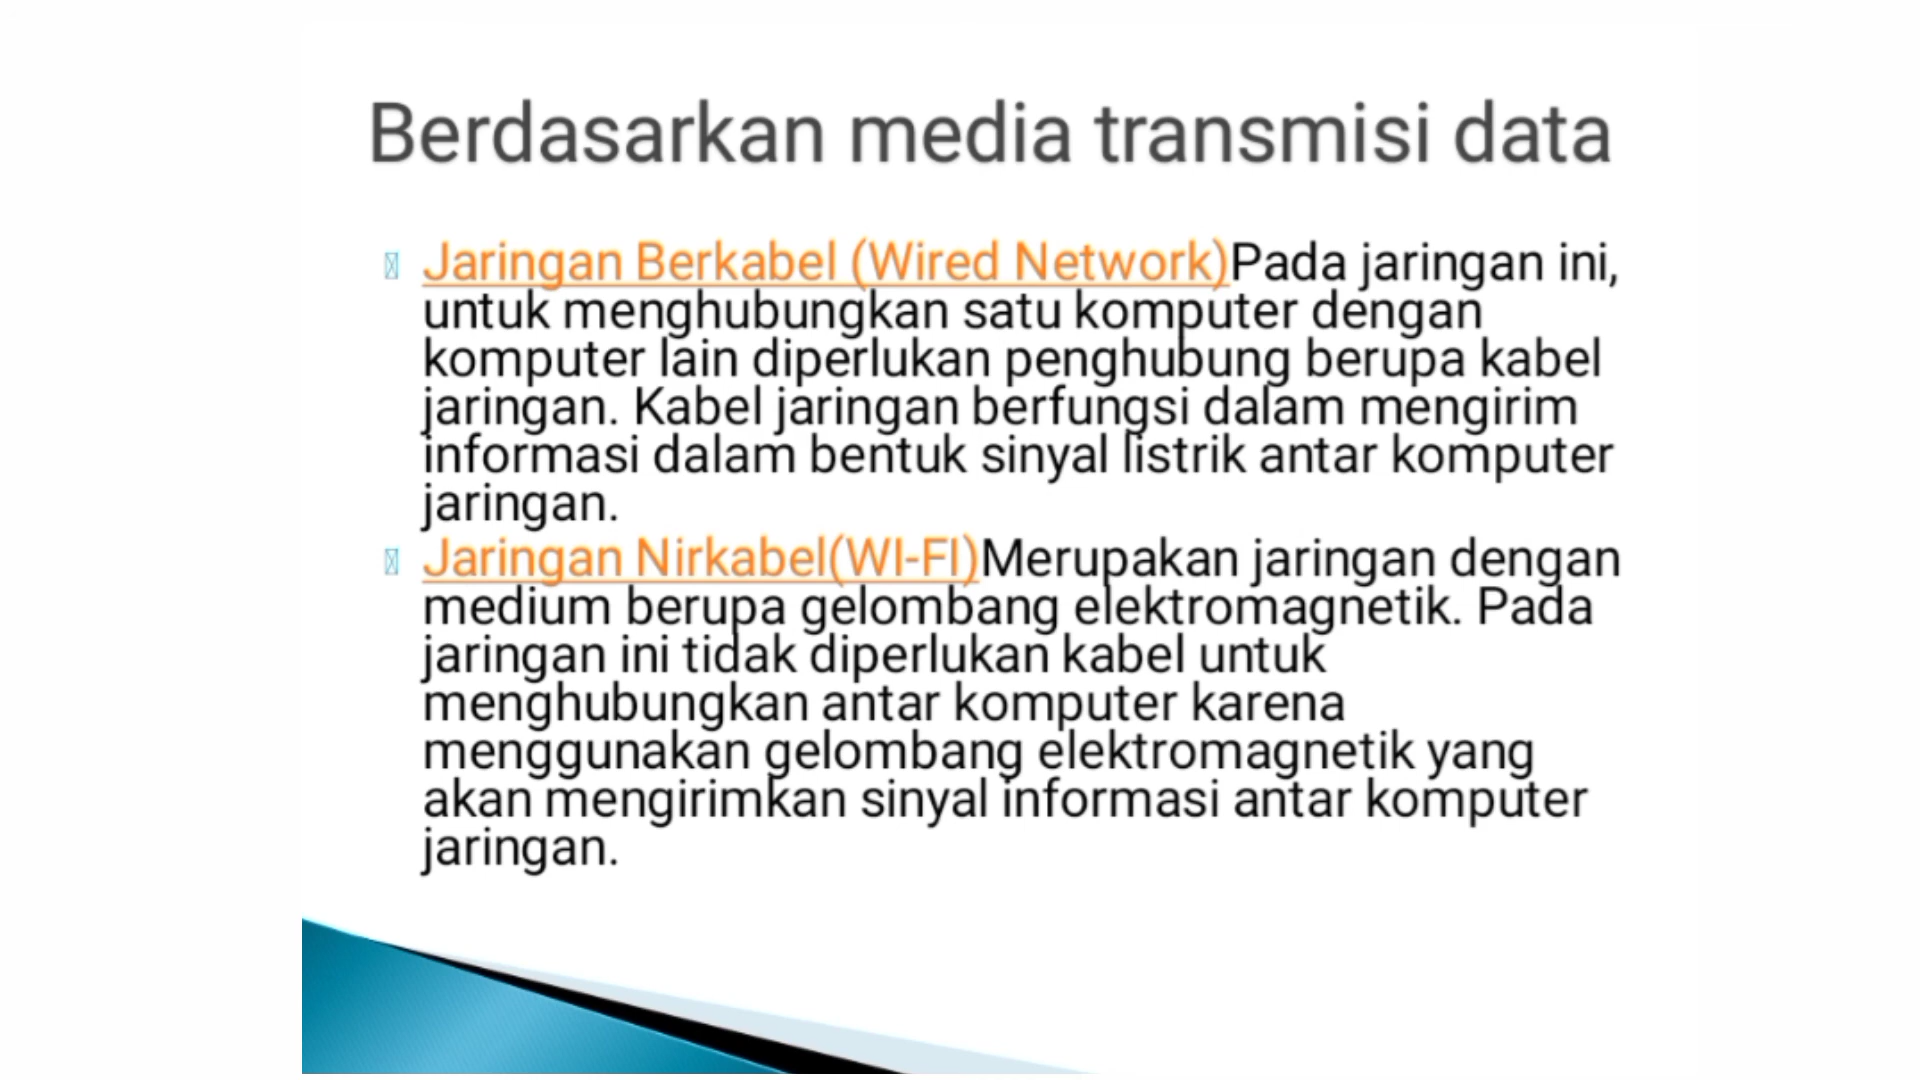 Berdasarkan media transmisi data
Jaringan Berkabel (Wired Network)Pada jaringan ini,
untuk menghubungkan satu komputer dengan
komputer lain diperlukan penghubung berupa kabel
jaringan. Kabel jaringan berfungsi dalam mengirim
informasi dalam bentuk sinyal listrik antar komputer
jaringan.
Jaringan Nirkabel(WI-FI)Merupakan jaringan dengan
medium berupa gelombang elektromagnetik. Pada
jaringan ini tidak diperlukan kabel untuk
menghubungkan antar komputer karena
menggunakan gelombang elektromagnetik yang
akan mengirimkan sinyal informasi antar komputer
jaringan.